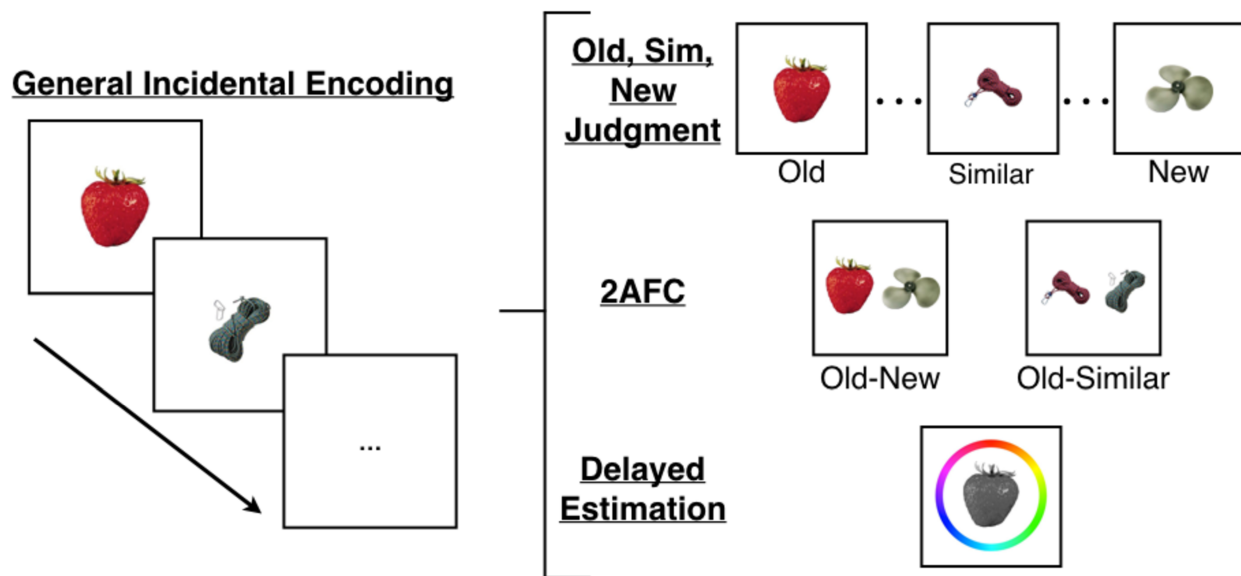 General Incidental Encoding
...
Old, Sim,
New
Judgment
... ...
Old Similar New
2AFC
Old-New Old-Similar
Delayed
Estimation